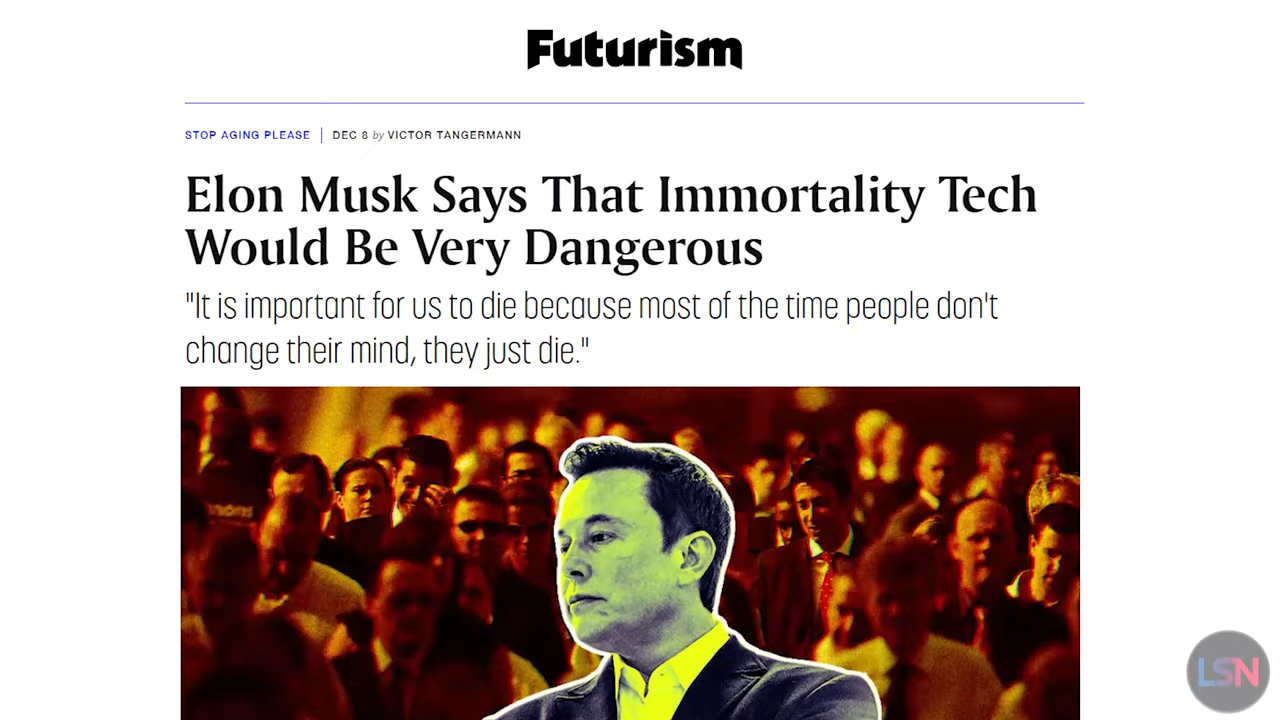 Futurism
STOP AGING PLEASE | DEC 8 by VICTOR TANGERMANN
Elon Musk Says That Immortality Tech
Would Be Very Dangerous
"It is important for us to die because most of the time people don't
change their mind, they just die."
LSN